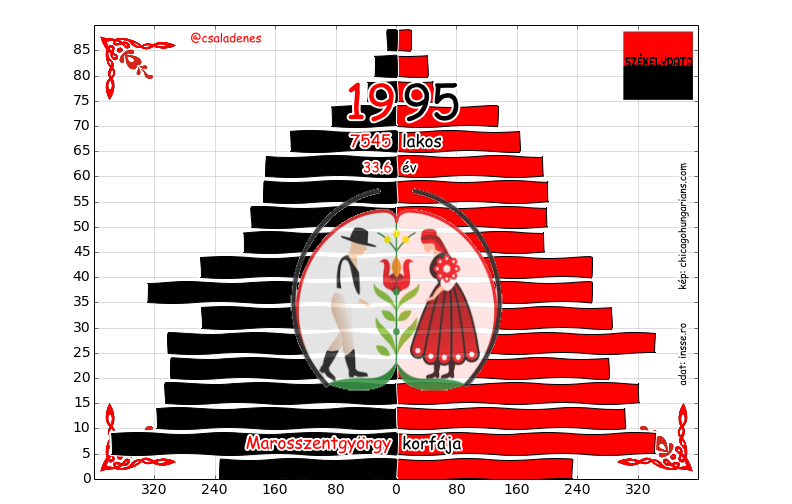 @csaladenes
SZÉKELYDATA
1995
7545 lakos
33.6 év
kép: chicagohungarians.com
adat: insse.ro
Marosszentgyörgy korfája
85
80
75
70
65
60
55
50
45
40
35
30
25
20
15
10
5
0
320 240 160 80 0 80 160 240 320